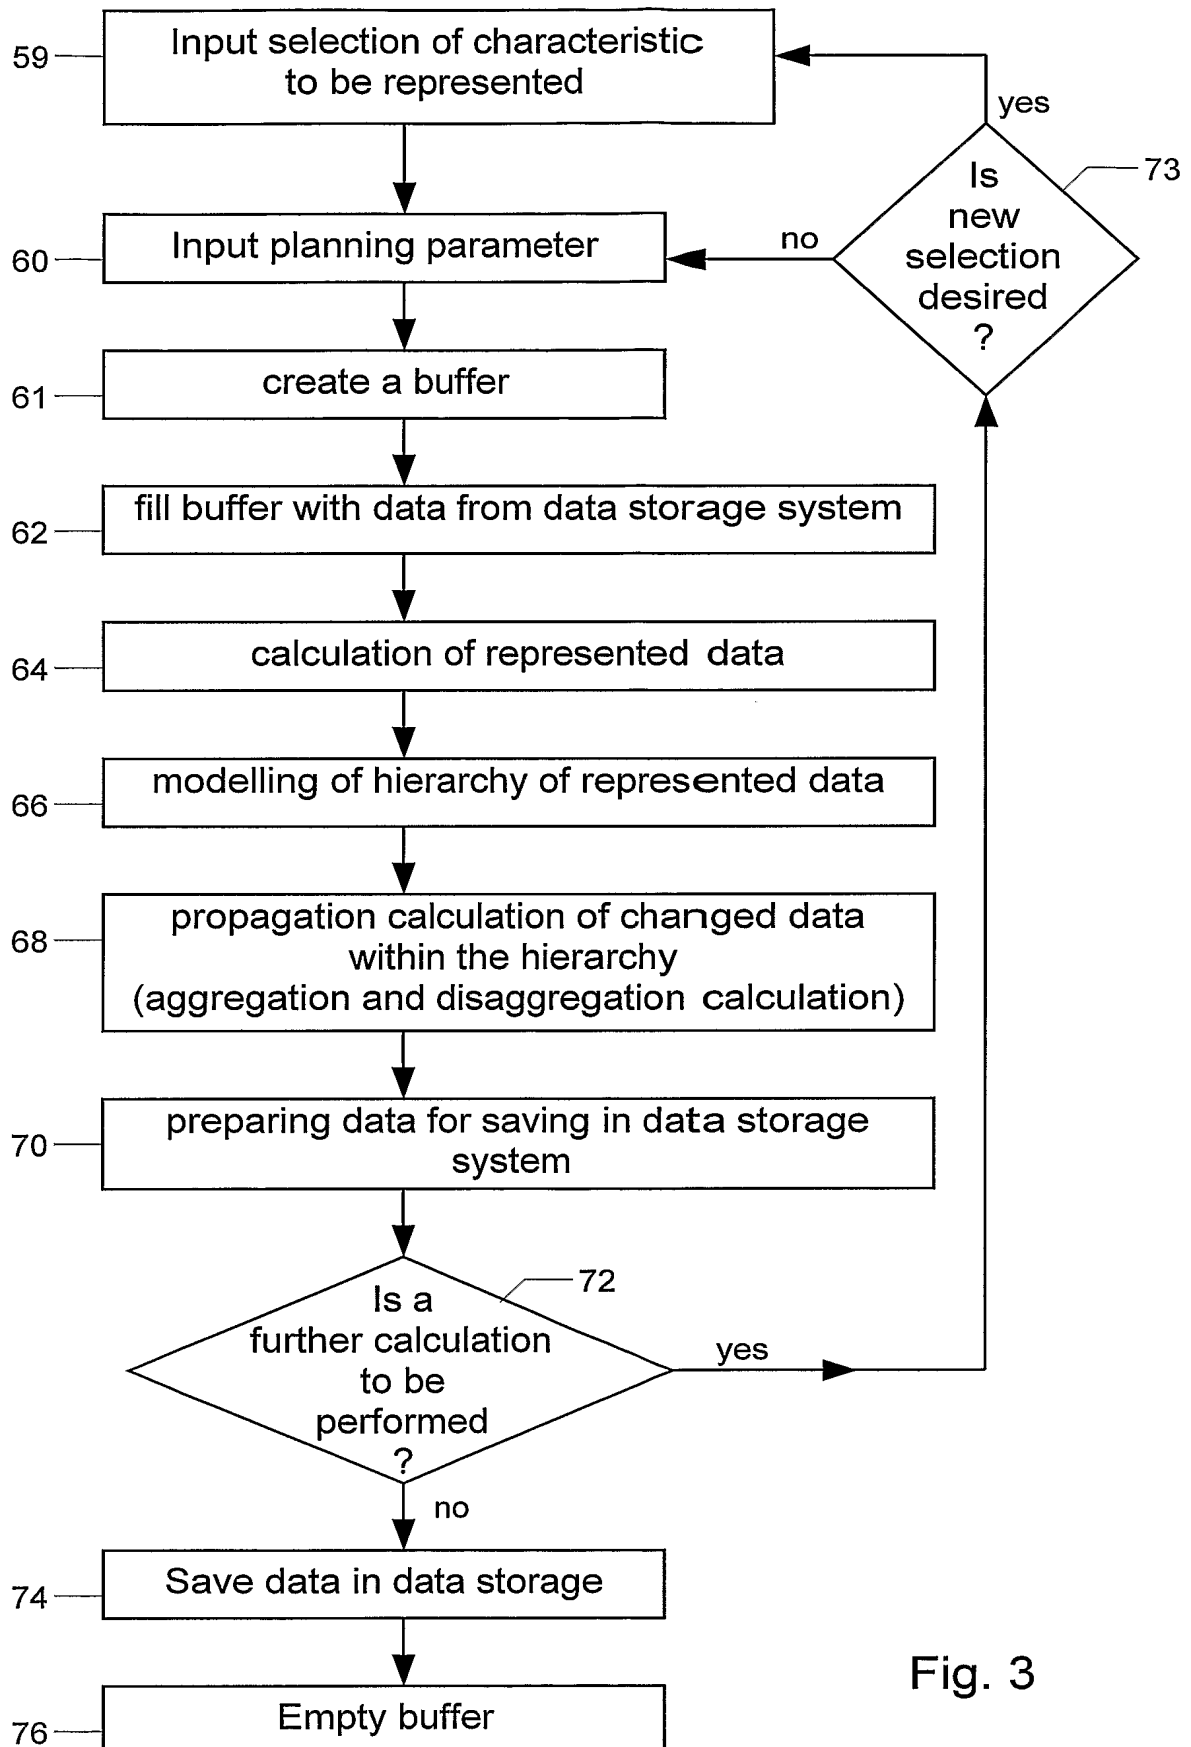 59
Input selection of characteristic
to be represented
yes
73
Is
new
selection
desired
?
no
60
Input planning parameter
61
create a buffer
62
fill buffer with data from data storage system
64
calculation of represented data
66
modelling of hierarchy of represented data
68
propagation calculation of changed data
within the hierarchy
(aggregation and disaggregation calculation)
70
preparing data for saving in data storage
system
72
Is a
further calculation
to be
performed
?
yes
no
74
Save data in data storage
76
Empty buffer
Fig. 3